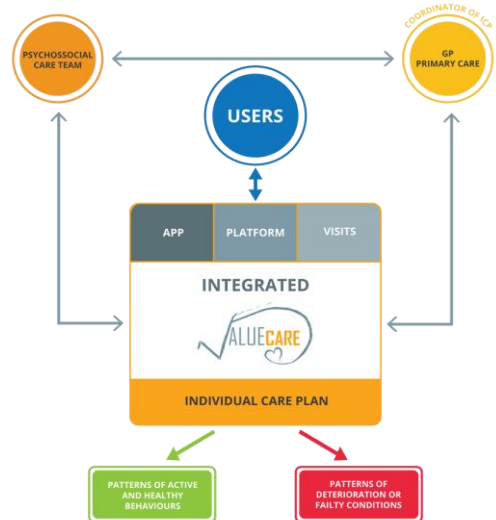 COORDINATOR OF ICP
PSYCHOSSOCIAL
CARE TEAM
GP
PRIMARY CARE
USERS
APP
PLATFORM
VISITS
INTEGRATED
VALUECARE
INDIVIDUAL CARE PLAN
PATTERNS OF ACTIVE
AND HEALTHY
BEHAVIOURS
PATTERNS OF
DETERIORATION OR
FAILTY CONDITIONS